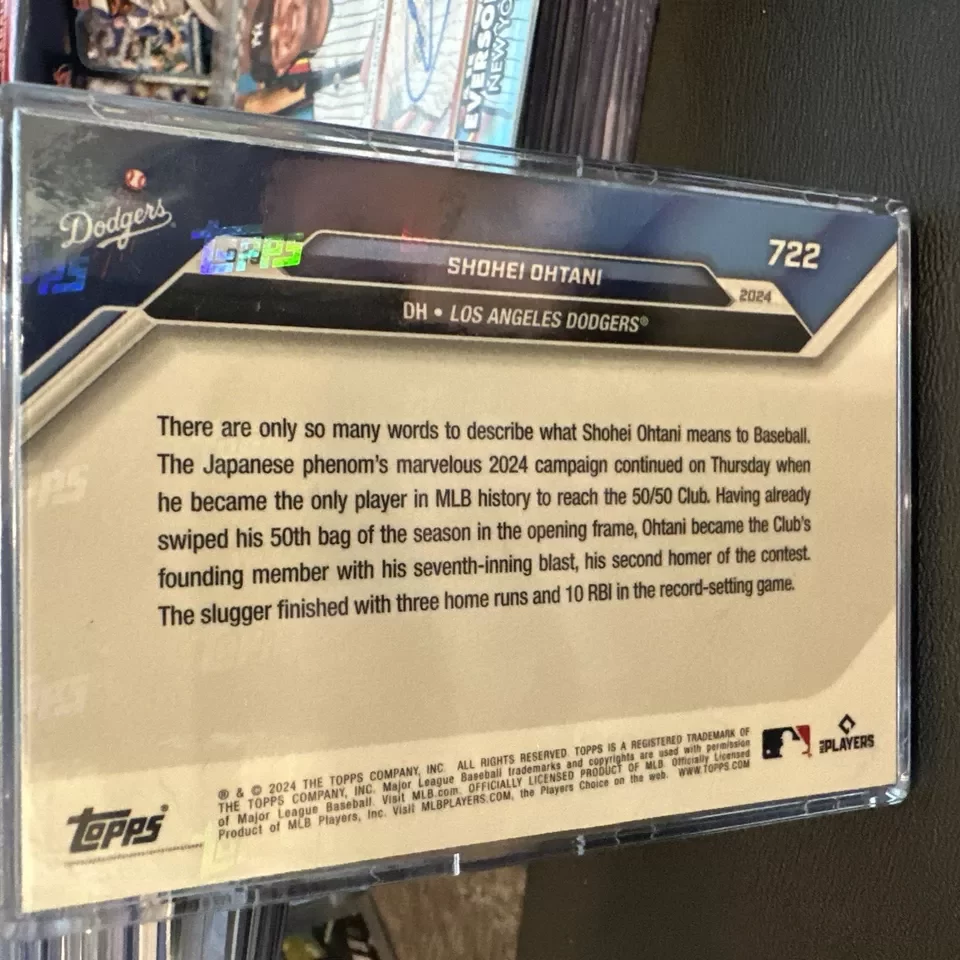 EVERSON
NEW YO
Dodgers
TOPPS
SHOHEI OHTANI
722
2024
DH • LOS ANGELES DODGERS®
There are only so many words to describe what Shohei Ohtani means to Baseball.
The Japanese phenom's marvelous 2024 campaign continued on Thursday when
he became the only player in MLB history to reach the 50/50 Club. Having already
swiped his 50th bag of the season in the opening frame, Ohtani became the Club's
founding member with his seventh-inning blast, his second homer of the contest.
The slugger finished with three home runs and 10 RBI in the record-setting game.
® & © 2024 THE TOPPS COMPANY, INC. ALL RIGHTS RESERVED. TOPPS IS A REGISTERED TRADEMARK OF
THE TOPPS COMPANY, INC. Major League Baseball trademarks and copyrights are used with permission
of Major League Baseball. Visit MLB.com. OFFICIALLY LICENSED PRODUCT OF MLB. Officially Licensed
Product of MLB Players, Inc. Visit MLBPLAYERS.COM, the Players Choice on the web. WWW.TOPPS.COM
topps®
MLB PLAYERS